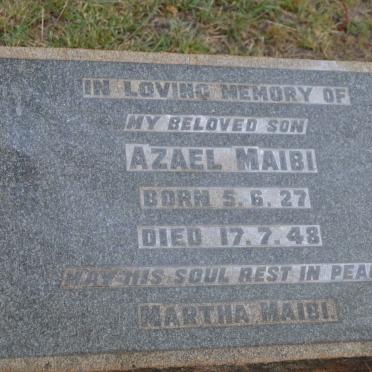 IN LOVING MEMORY OF
MY BELOVED SON
AZAEL MAIBI
BORN 5.6.27
DIED 17.7.48
MAY HIS SOUL REST IN PEA
MARTHA MAIBI.